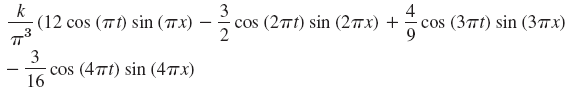 k/π³ (12 cos (πt) sin (πx) − 3/2 cos (2πt) sin (2πx) + 4/9 cos (3πt) sin (3πx)
− 3/16 cos (4πt) sin (4πx)